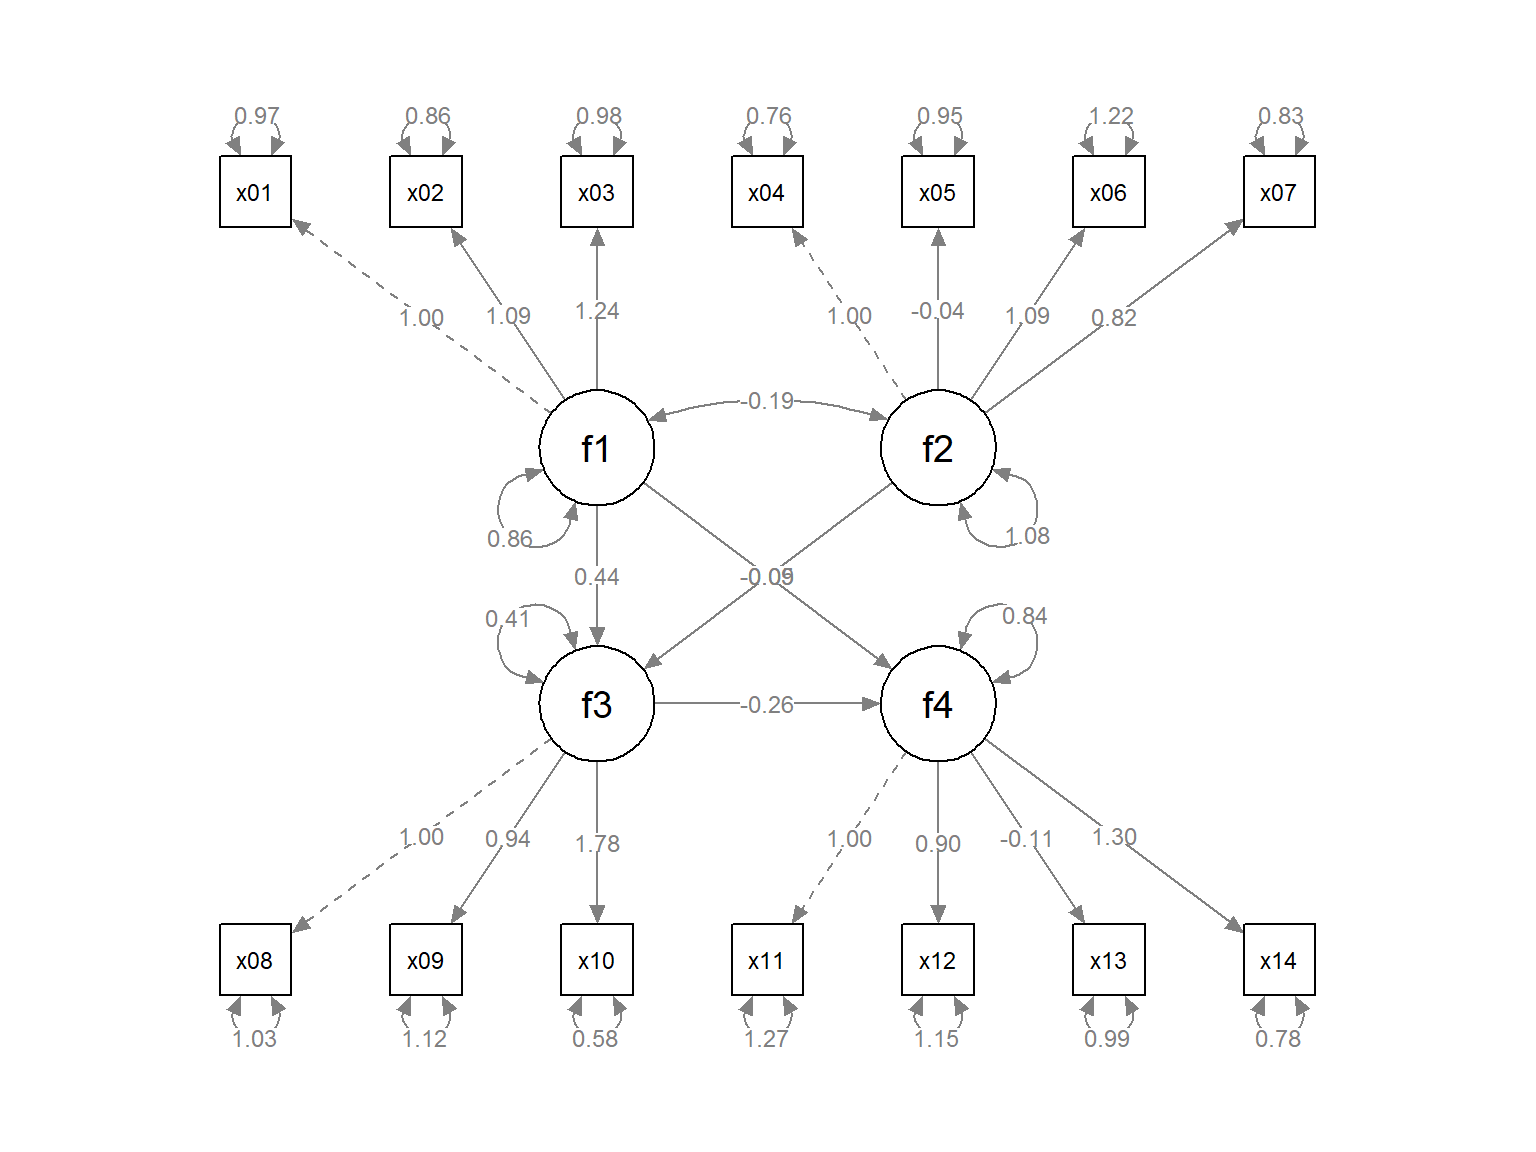 0.97 0.86 0.98 0.76 0.95 1.22 0.83
x01 x02 x03 x04 x05 x06 x07
1.00 1.09 1.24 1.00 -0.04 1.09 0.82
-0.19
f1 f2
0.86 1.08
0.44
0.41 0.84
f3 -0.26 f4
1.00 0.94 1.78 1.00 0.90 -0.11 1.30
x08 x09 x10 x11 x12 x13 x14
1.03 1.12 0.58 1.27 1.15 0.99 0.78